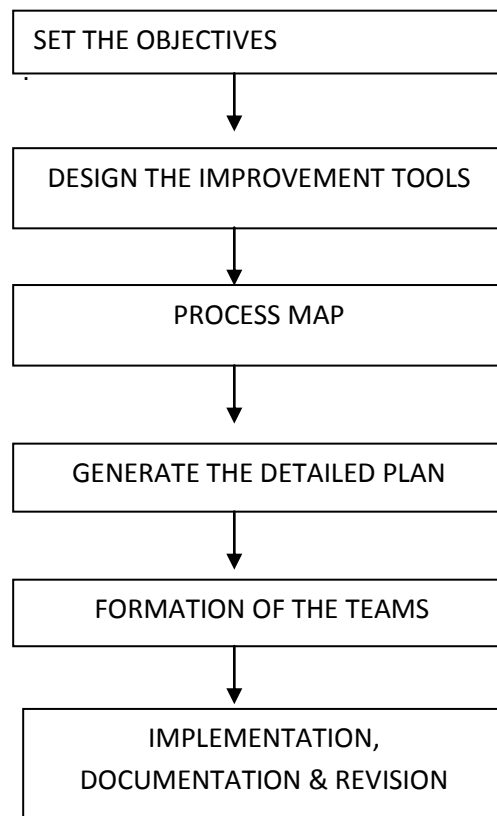 SET THE OBJECTIVES
.
DESIGN THE IMPROVEMENT TOOLS
PROCESS MAP
GENERATE THE DETAILED PLAN
FORMATION OF THE TEAMS
IMPLEMENTATION,
DOCUMENTATION & REVISION